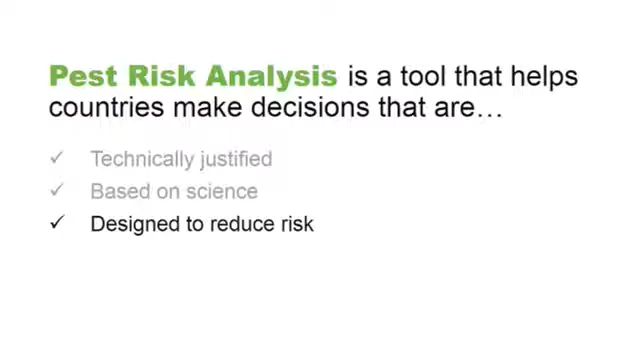 Pest Risk Analysis is a tool that helps
countries make decisions that are…
✓ Technically justified
✓ Based on science
✓ Designed to reduce risk